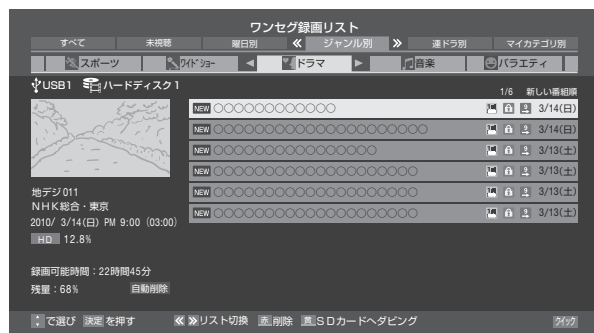 ワンセグ録画リスト
すべて 未視聴 曜日別 ≪ ジャンル別 ≫ 連ドラ別 マイカテゴリ別
スポーツ ワイドショー ◀ ドラマ ▶ 音楽 バラエティ
USB1 ハードディスク1
1/6 新しい番組順
NEW 〇〇〇〇〇〇〇〇〇〇〇〇 3/14(日)
NEW 〇〇〇〇〇〇〇〇〇〇〇〇〇〇〇〇〇〇〇〇〇 3/14(日)
NEW 〇〇〇〇〇〇〇〇〇〇〇〇〇〇〇〇 3/13(土)
NEW 〇〇〇〇〇〇〇〇〇〇〇〇〇〇〇〇〇〇〇〇 3/13(土)
NEW 〇〇〇〇〇〇〇〇〇〇〇〇〇〇〇〇〇〇〇〇 3/13(土)
NEW 〇〇〇〇〇〇〇〇〇〇〇〇〇〇〇〇〇〇〇〇 3/13(土)
地デジ011
NHK総合・東京
2010/ 3/14(日) PM 9:00 (03:00)
HD 12.8%
録画可能時間：22時間45分
残量：68% 自動削除
で選び 決定 を押す ≪ ≫リスト切換 赤 削除 黄 SDカードへダビング クイック